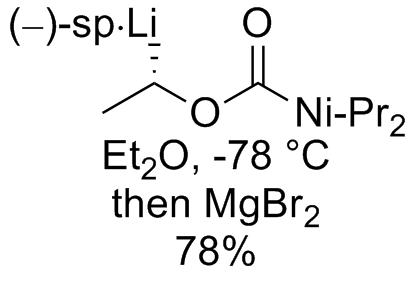 (−)-sp·Li
O
O
Ni-Pr₂
Et₂O, -78 °C
then MgBr₂
78%